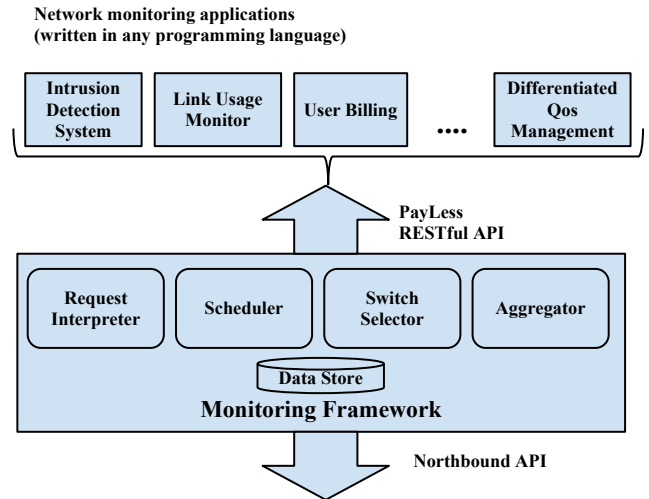 Network monitoring applications
(written in any programming language)
Intrusion
Detection
System
Link Usage
Monitor
User Billing
....
Differentiated
Qos
Management
PayLess
RESTful API
Request
Interpreter
Scheduler
Switch
Selector
Aggregator
Data Store
Monitoring Framework
Northbound API